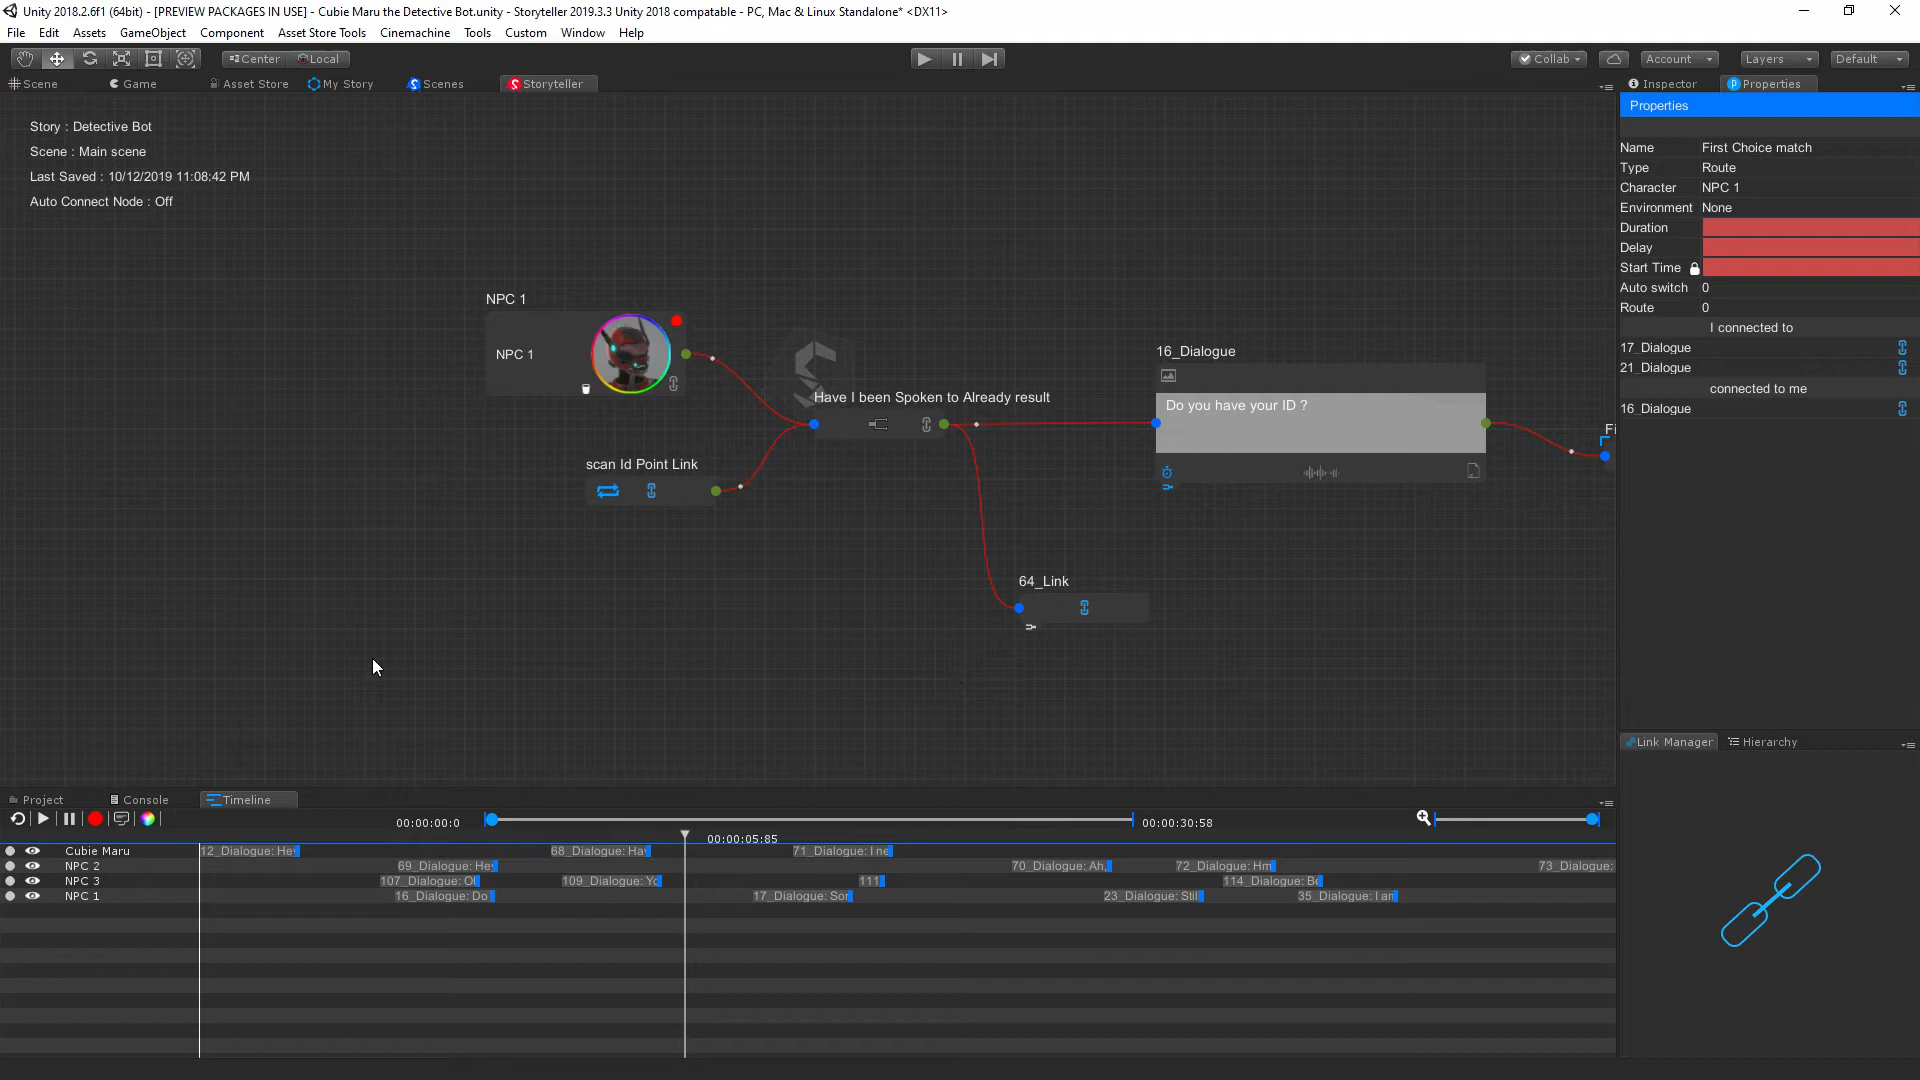 Unity 2018.2.6f1 (64bit) - [PREVIEW PACKAGES IN USE] - Cubie Maru the Detective Bot.unity - Storyteller 2019.3.3 Unity 2018 compatable - PC, Mac & Linux Standalone* <DX11>
File Edit Assets GameObject Component Asset Store Tools Cinemachine Tools Custom Window Help
Center Local Collab Account Layers Default
Scene Game Asset Store My Story Scenes Storyteller Inspector Properties
Properties
Story : Detective Bot
Scene : Main scene
Last Saved : 10/12/2019 11:08:42 PM
Auto Connect Node : Off
Name First Choice match
Type Route
Character NPC 1
Environment None
Duration
Delay
Start Time
Auto switch 0
Route 0
I connected to
17_Dialogue
21_Dialogue
connected to me
16_Dialogue
NPC 1
NPC 1
scan Id Point Link
Have I been Spoken to Already result
16_Dialogue
Do you have your ID ?
Fi
64_Link
Link Manager Hierarchy
Project Console Timeline
00:00:00:0 00:00:30:58
00:00:05:85
Cubie Maru 12_Dialogue: He 68_Dialogue: Ha 71_Dialogue: I ne
NPC 2 69_Dialogue: He 70_Dialogue: Ah, 72_Dialogue: Hm 73_Dialogue:
NPC 3 107_Dialogue: O 109_Dialogue: Yo 111 114_Dialogue: Be
NPC 1 16_Dialogue: Do 17_Dialogue: Sor 23_Dialogue: Stil 35_Dialogue: I an